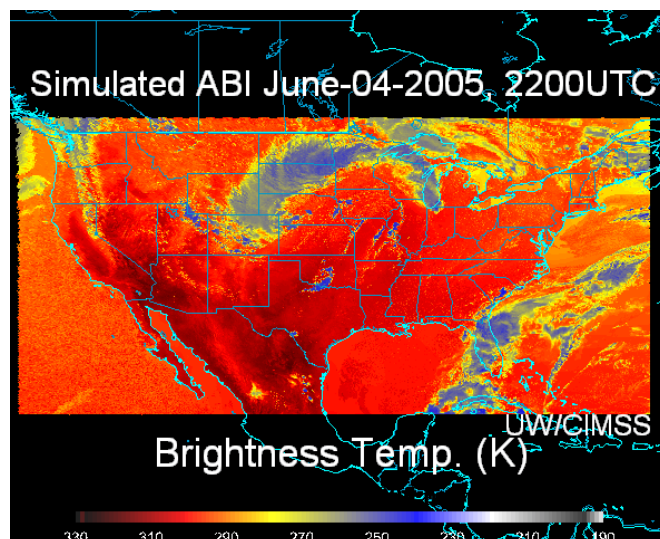 Simulated ABI June-04-2005, 2200UTC
UW/CIMSS
Brightness Temp. (K)
330 310 290 270 250 230 210 190